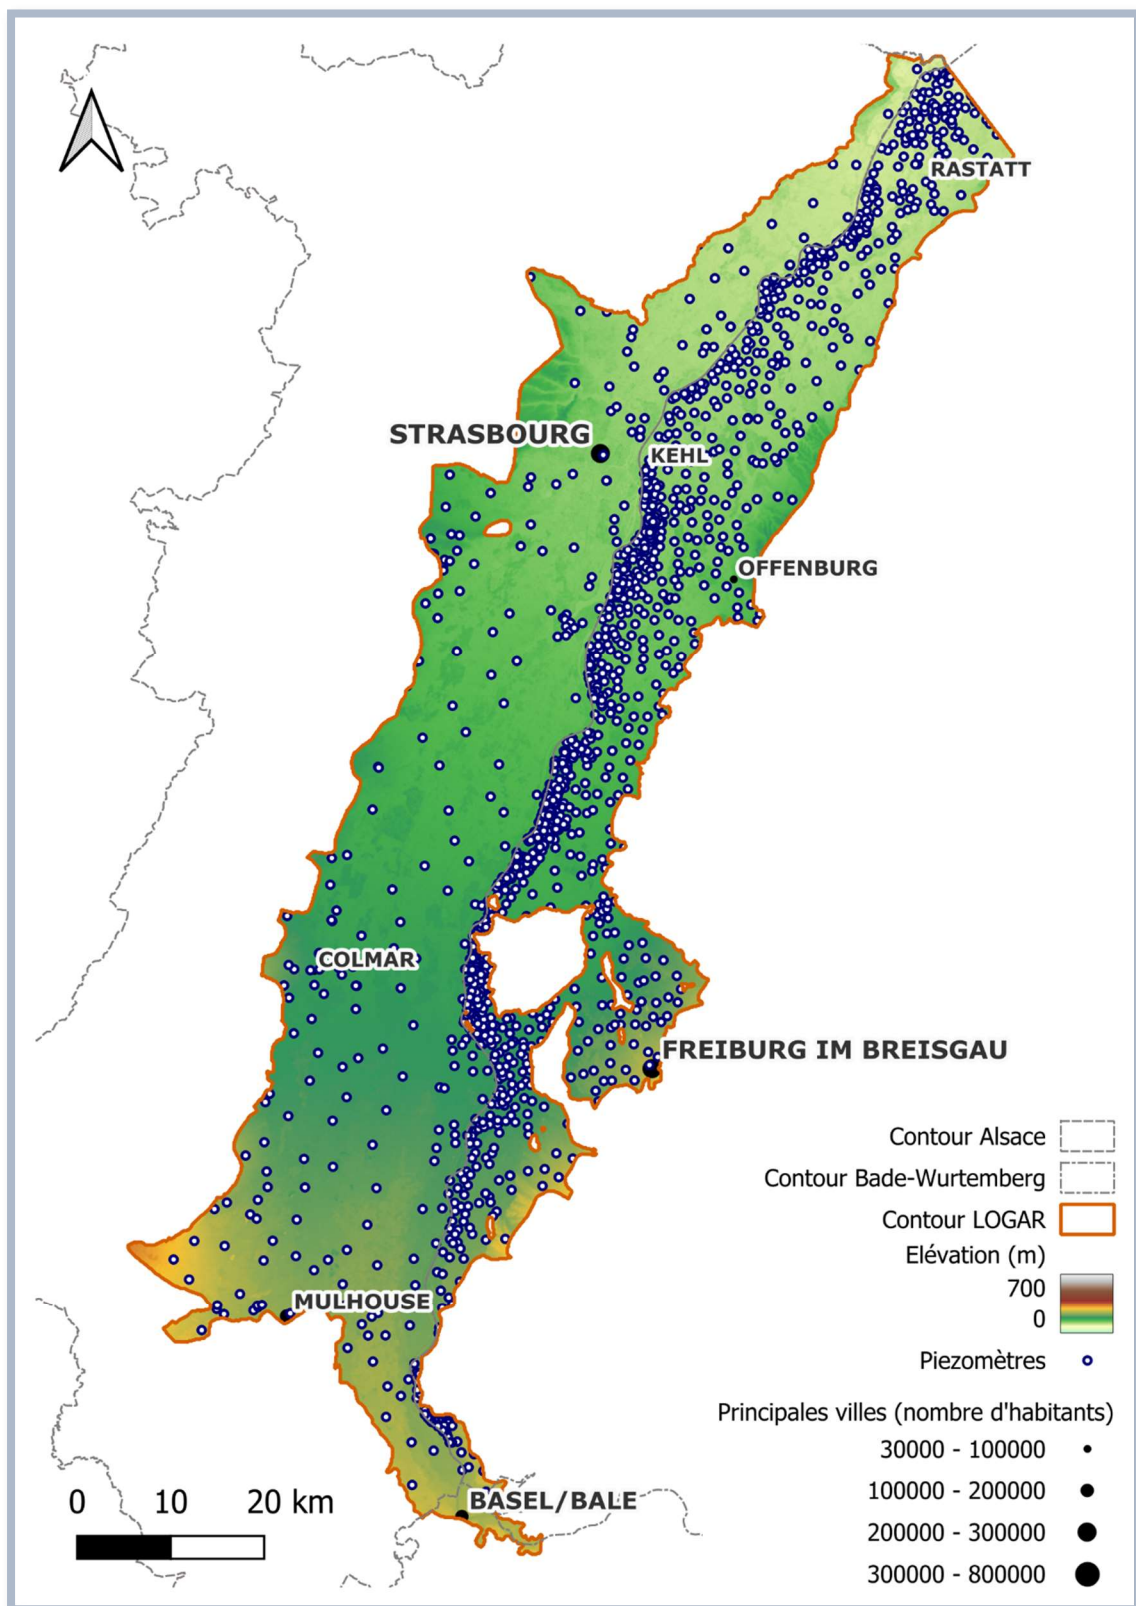 RASTATT
STRASBOURG
KEHL
OFFENBURG
COLMAR
FREIBURG IM BREISGAU
MULHOUSE
BASEL/BALE
0 10 20 km
Contour Alsace
Contour Bade-Wurtemberg
Contour LOGAR
Elévation (m)
700
0
Piezomètres
Principales villes (nombre d'habitants)
30000 - 100000
100000 - 200000
200000 - 300000
300000 - 800000